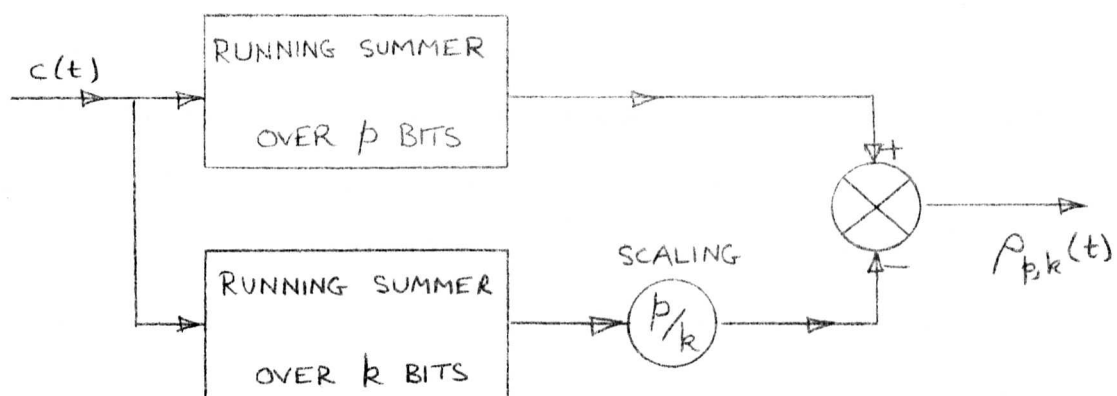 c(t)
RUNNING SUMMER
OVER p BITS
+
SCALING
p/k
−
ρp,k(t)
RUNNING SUMMER
OVER k BITS